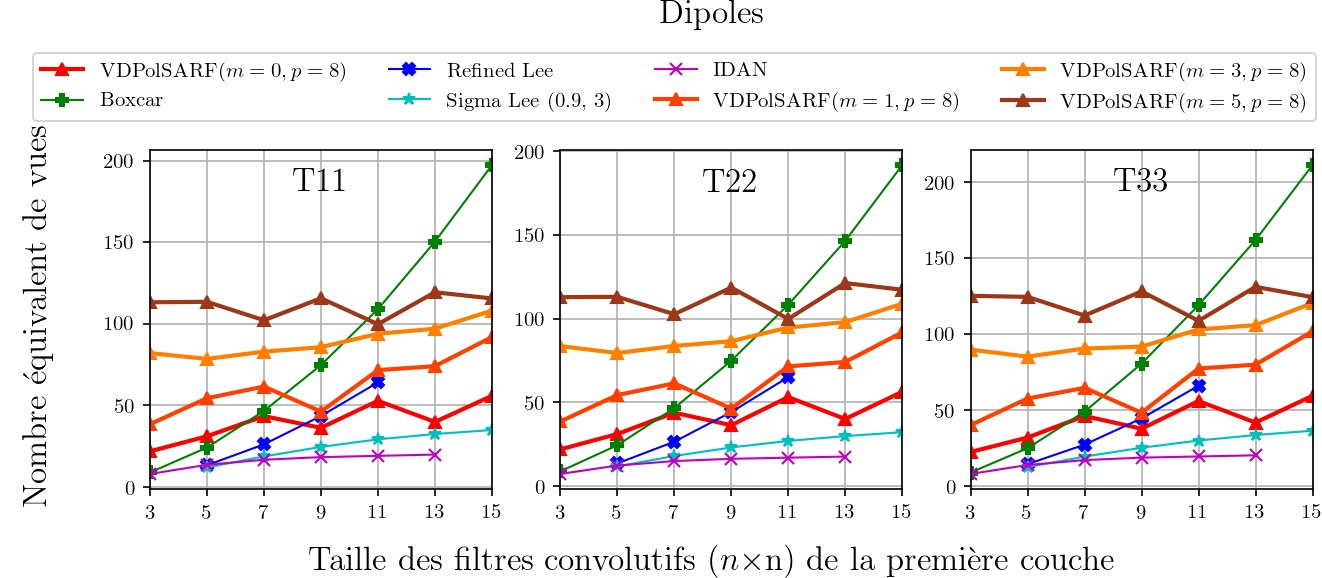 Dipoles
VDPolSARF(m = 0, p = 8)
Boxcar
Refined Lee
Sigma Lee (0.9, 3)
IDAN
VDPolSARF(m = 1, p = 8)
VDPolSARF(m = 3, p = 8)
VDPolSARF(m = 5, p = 8)
Nombre équivalent de vues
T11
200
150
100
50
0
3 5 7 9 11 13 15
T22
200
150
100
50
0
3 5 7 9 11 13 15
T33
200
150
100
50
0
3 5 7 9 11 13 15
Taille des filtres convolutifs (n×n) de la première couche